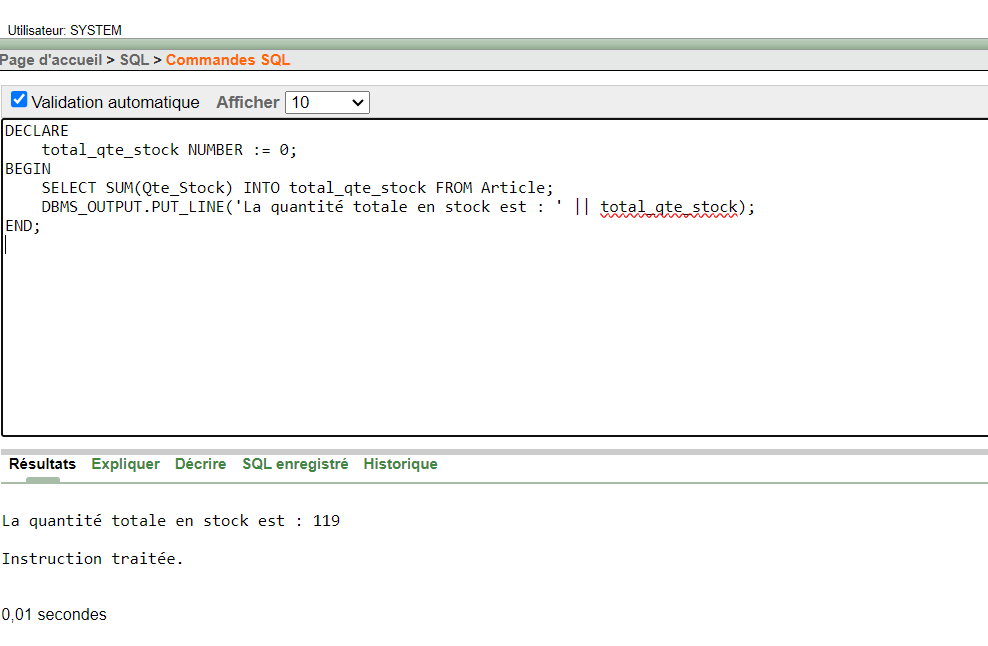 Utilisateur: SYSTEM
Page d'accueil > SQL > Commandes SQL
Validation automatique Afficher 10
DECLARE
    total_qte_stock NUMBER := 0;
BEGIN
    SELECT SUM(Qte_Stock) INTO total_qte_stock FROM Article;
    DBMS_OUTPUT.PUT_LINE('La quantité totale en stock est : ' || total_qte_stock);
END;
Résultats Expliquer Décrire SQL enregistré Historique
La quantité totale en stock est : 119
Instruction traitée.
0,01 secondes